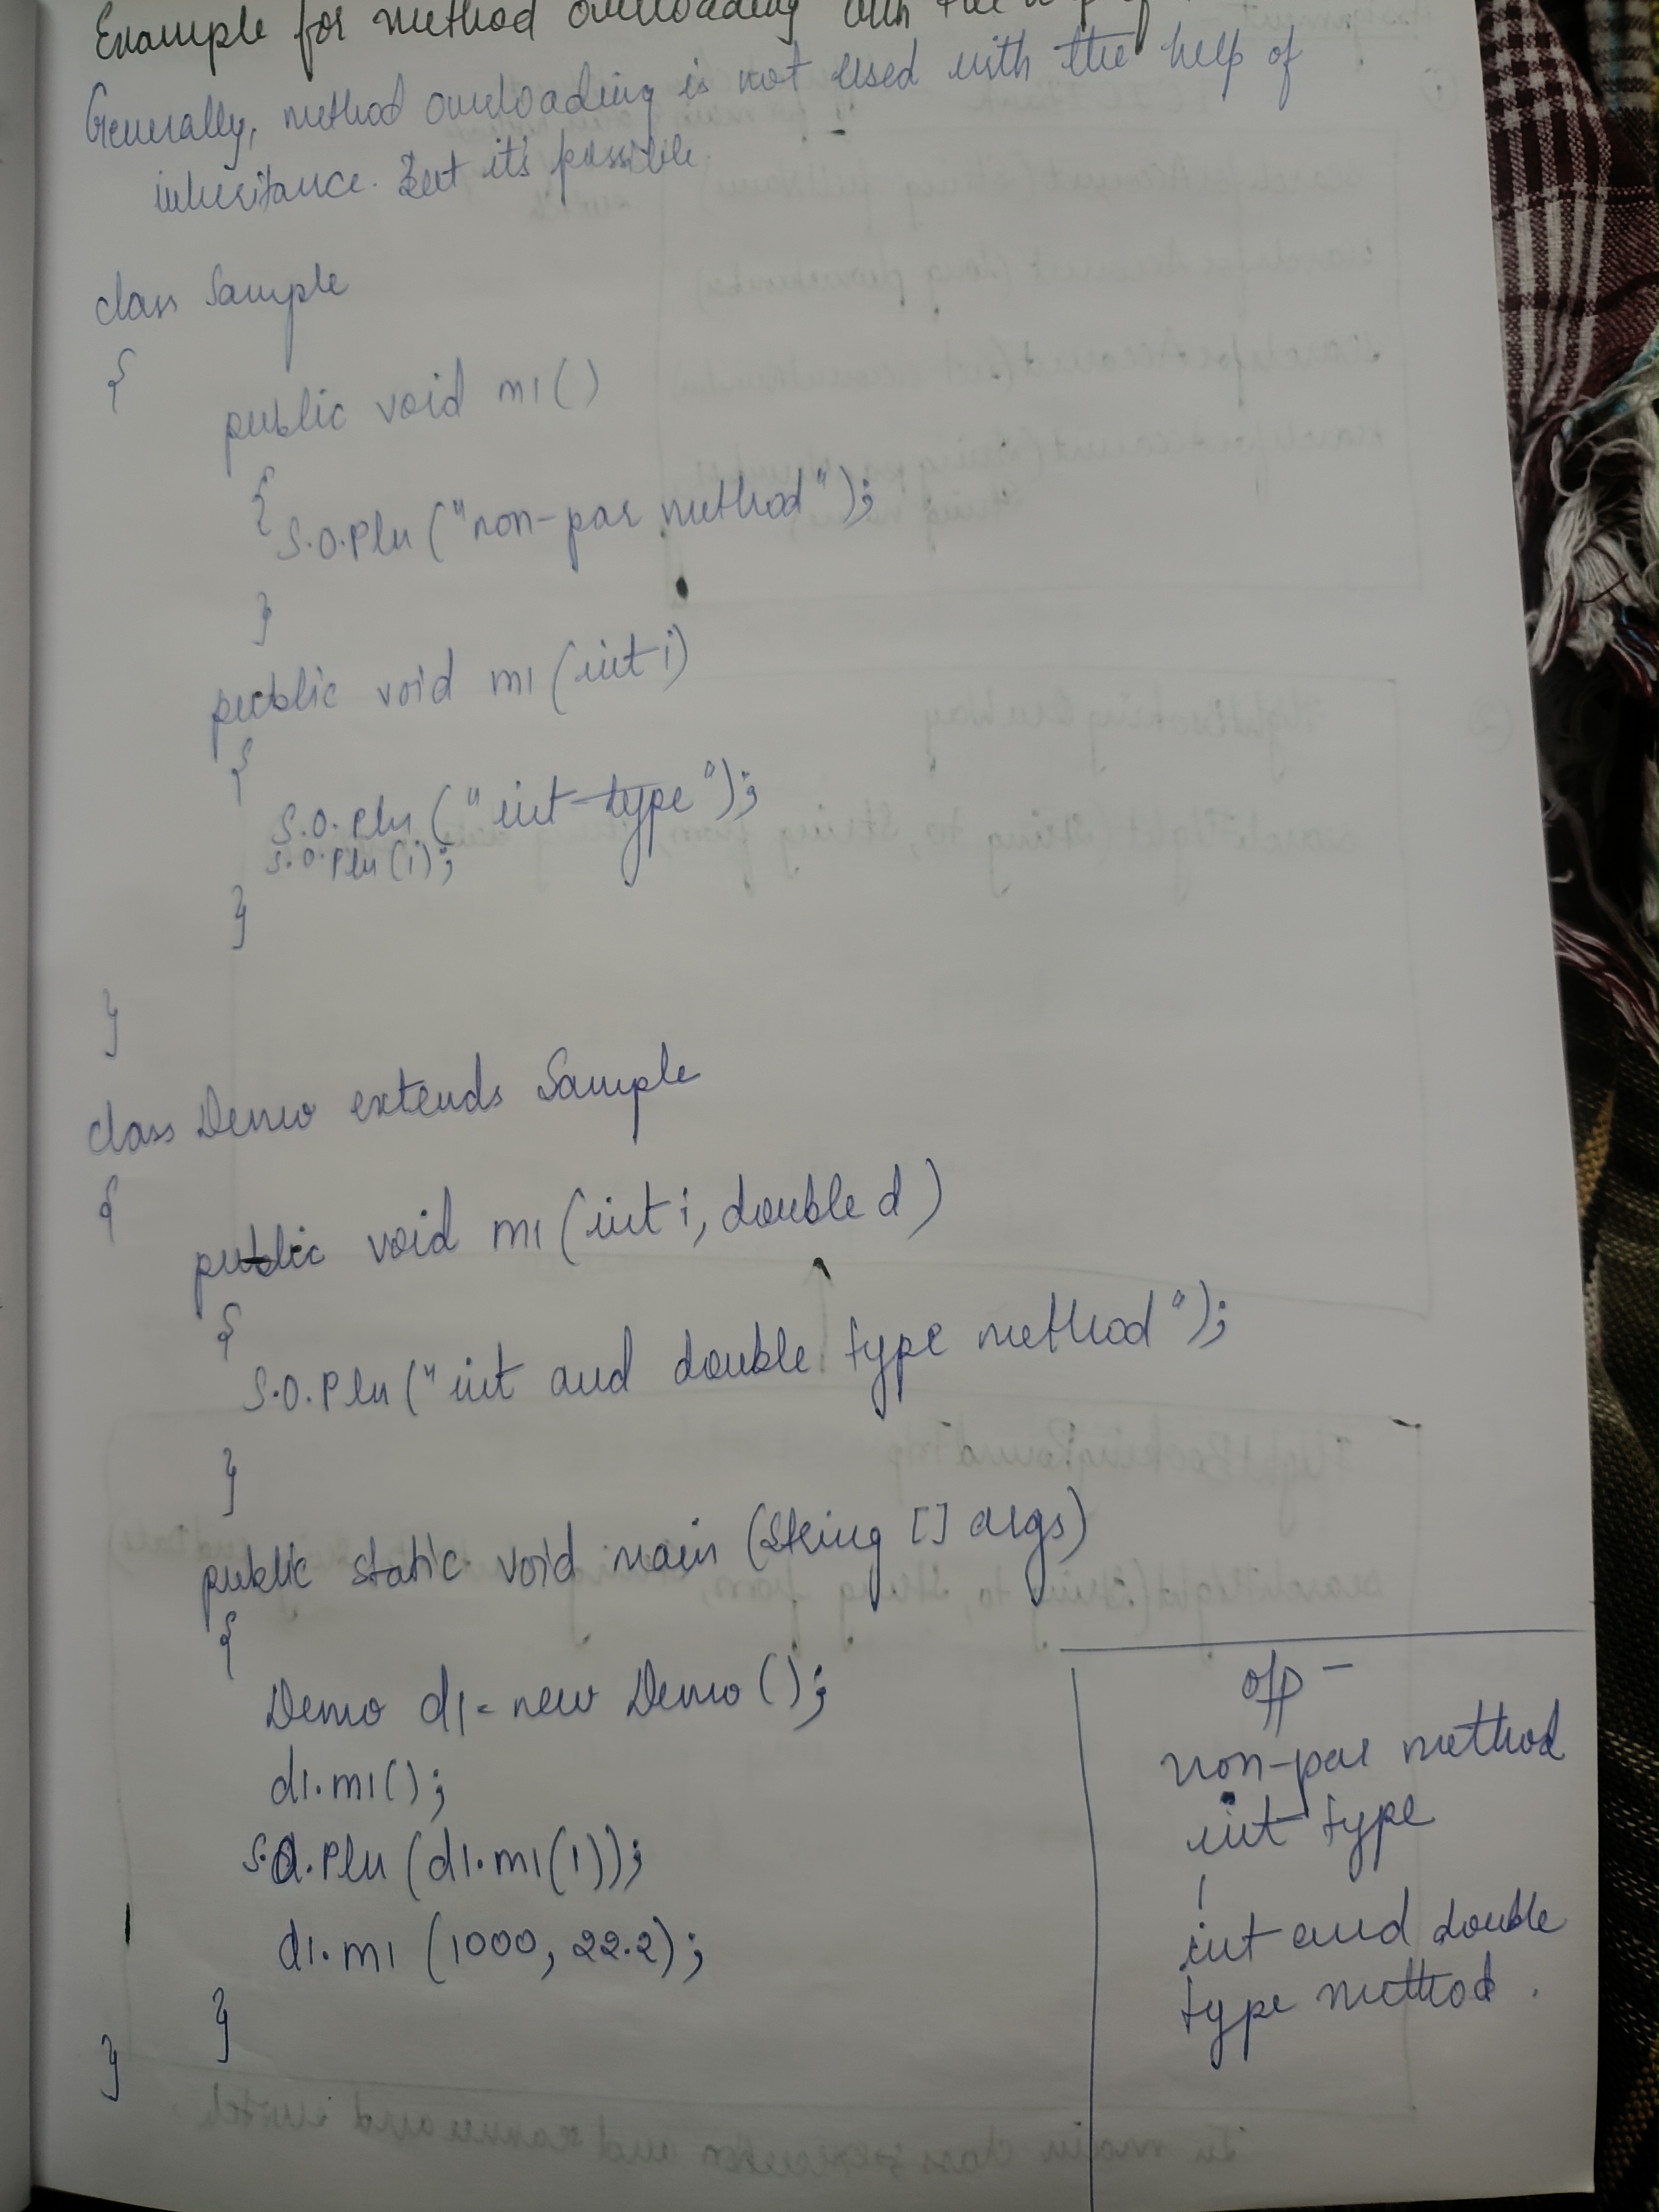 Example for method overloading with the
Generally, method overloading is not used with the help of
inheritance. But it's possible.
class Sample
{
public void m1()
{
S.O.Pln ("non-par method");
}
public void m1 (int i)
{
S.O.Pln ("int-type");
S.O.Pln (i);
}
}
class Demo extends Sample
{
public void m1 (int i, double d)
{
S.O.Pln ("int and double type method");
}
public static void main (String [] args)
{
Demo d1 = new Demo ();
d1.m1();
S.O.Pln (d1.m1(1));
d1.m1 (1000, 22.2);
}
}
o/p -
non-par method
int type
1
int and double
type method.